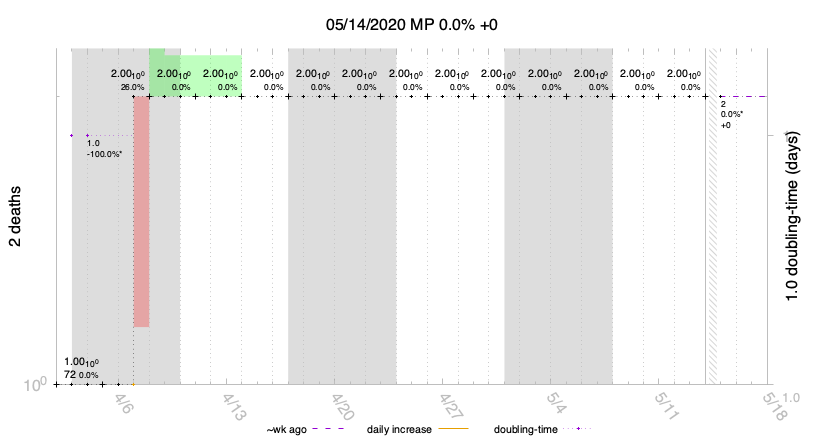 05/14/2020 MP 0.0% +0
2.00₁₀⁰ 2.00₁₀⁰ 2.00₁₀⁰ 2.00₁₀⁰ 2.00₁₀⁰ 2.00₁₀⁰ 2.00₁₀⁰ 2.00₁₀⁰ 2.00₁₀⁰ 2.00₁₀⁰ 2.00₁₀⁰ 2.00₁₀⁰ 2.00₁₀⁰
26.0% 0.0% 0.0% 0.0% 0.0% 0.0% 0.0% 0.0% 0.0% 0.0% 0.0% 0.0% 0.0%
2
0.0%*
+0
1.0
-100.0%*
2 deaths
1.0 doubling-time (days)
1.00₁₀⁰
72 0.0%
10⁰
1.0
4/6 4/13 4/20 4/27 5/4 5/11 5/18
~wk ago daily increase doubling-time